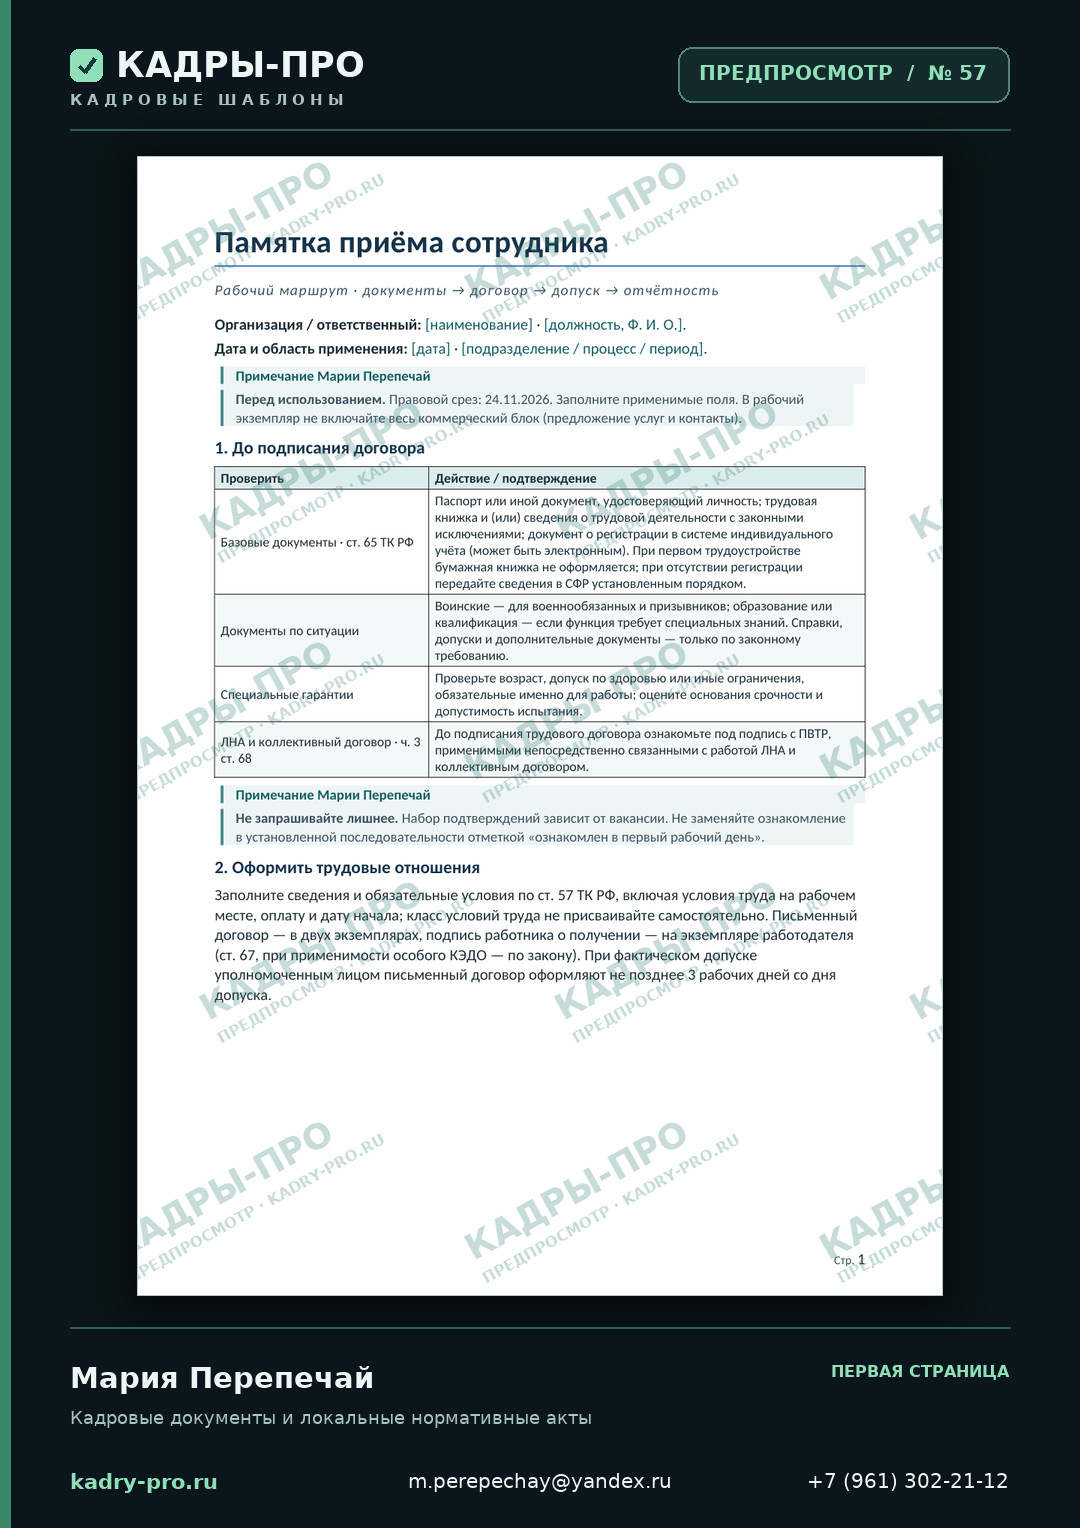 КАДРЫ-ПРО
КАДРОВЫЕ ШАБЛОНЫ
ПРЕДПРОСМОТР / № 57
Памятка приёма сотрудника
Рабочий маршрут · документы → договор → допуск → отчётность
Организация / ответственный: [наименование] · [должность, Ф. И. О.].
Дата и область применения: [дата] · [подразделение / процесс / период].
Примечание Марии Перепечай
Перед использованием. Правовой срез: 24.11.2026. Заполните применимые поля. В рабочий
экземпляр не включайте весь коммерческий блок (предложение услуг и контакты).
1. До подписания договора
Проверить
Действие / подтверждение
Базовые документы · ст. 65 ТК РФ
Паспорт или иной документ, удостоверяющий личность; трудовая
книжка и (или) сведения о трудовой деятельности с законными
исключениями; документ о регистрации в системе индивидуального
учёта (может быть электронным). При первом трудоустройстве
бумажная книжка не оформляется; при отсутствии регистрации
передайте сведения в СФР установленным порядком.
Документы по ситуации
Воинские — для военнообязанных и призывников; образование или
квалификация — если функция требует специальных знаний. Справки,
допуски и дополнительные документы — только по законному
требованию.
Специальные гарантии
Проверьте возраст, допуск по здоровью или иные ограничения,
обязательные именно для работы; оцените основания срочности и
допустимость испытания.
ЛНА и коллективный договор · ч. 3
ст. 68
До подписания трудового договора ознакомьте под подпись с ПВТР,
применимыми непосредственно связанными с работой ЛНА и
коллективным договором.
Примечание Марии Перепечай
Не запрашивайте лишнее. Набор подтверждений зависит от вакансии. Не заменяйте ознакомление
в установленной последовательности отметкой «ознакомлен в первый рабочий день».
2. Оформить трудовые отношения
Заполните сведения и обязательные условия по ст. 57 ТК РФ, включая условия труда на рабочем
месте, оплату и дату начала; класс условий труда не присваивайте самостоятельно. Письменный
договор — в двух экземплярах, подпись работника о получении — на экземпляре работодателя
(ст. 67, при применимости особого КЭДО — по закону). При фактическом допуске
уполномоченным лицом письменный договор оформляют не позднее 3 рабочих дней со дня
допуска.
КАДРЫ-ПРО
ПРЕДПРОСМОТР · KADRY-PRO.RU
Стр. 1
Мария Перепечай
ПЕРВАЯ СТРАНИЦА
Кадровые документы и локальные нормативные акты
kadry-pro.ru
m.perepechay@yandex.ru
+7 (961) 302-21-12